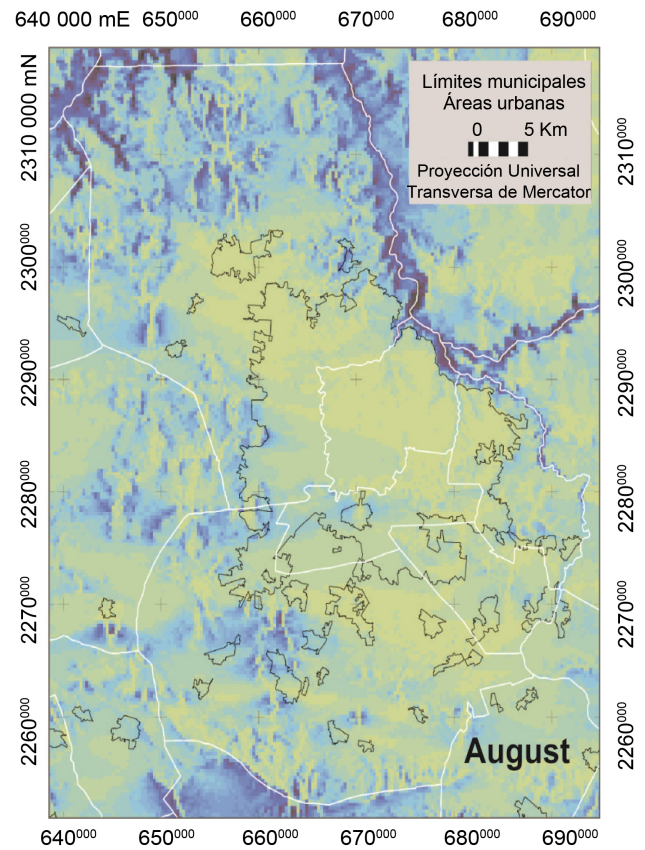 640 000 mE 650000 660000 670000 680000 690000
2310 000 mN
2300000
2290000
2280000
2270000
2260000
Límites municipales
Áreas urbanas
0 5 Km
Proyección Universal
Transversa de Mercator
2310000
2300000
2290000
2280000
2270000
2260000
August
640000 650000 660000 670000 680000 690000